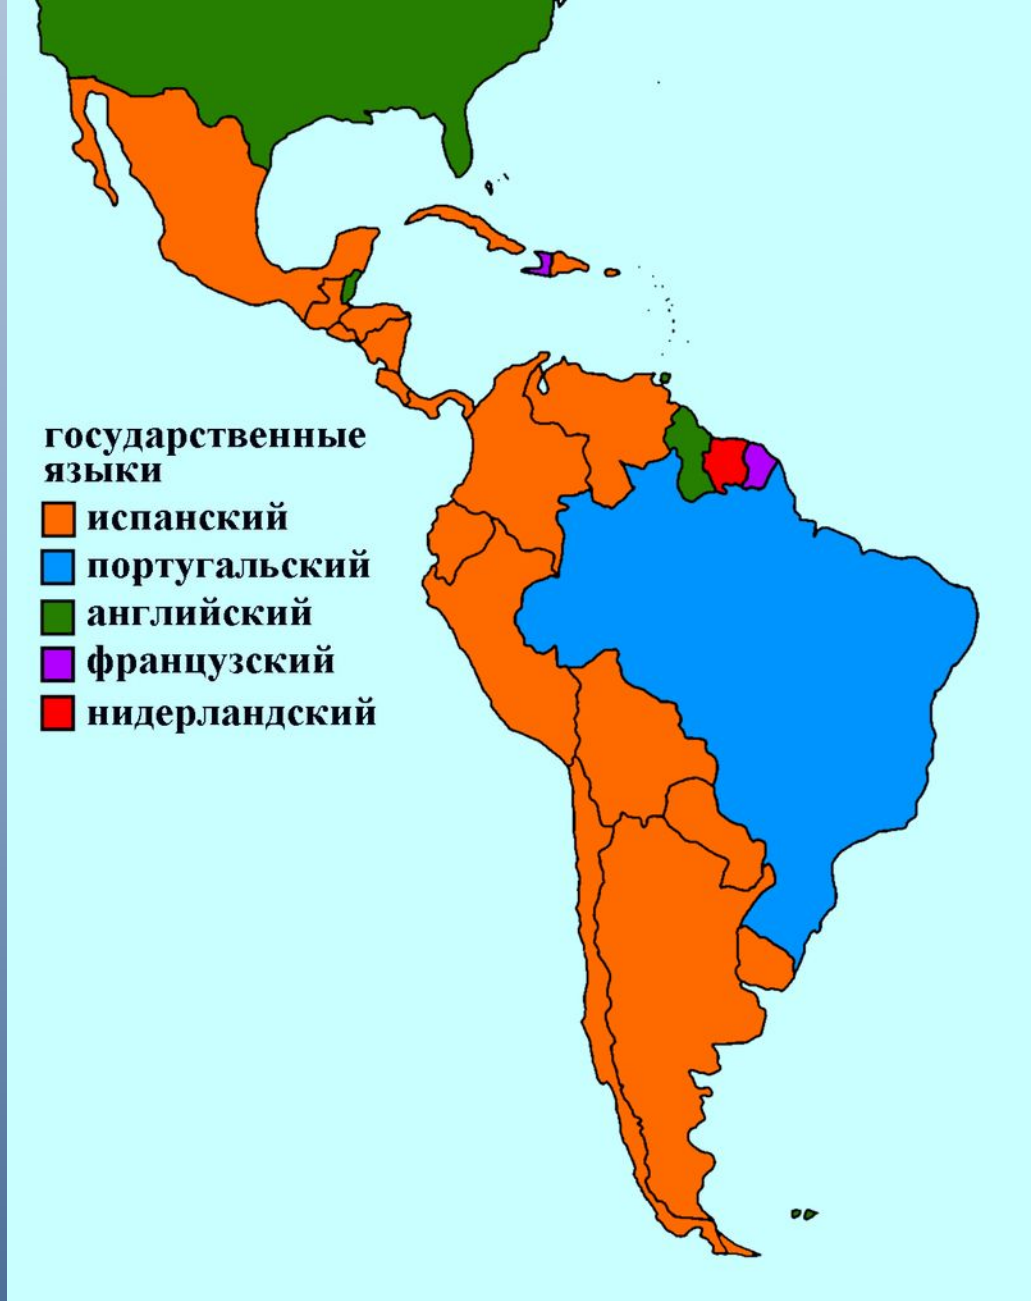 государственные
языки
испанский
португальский
английский
французский
нидерландский